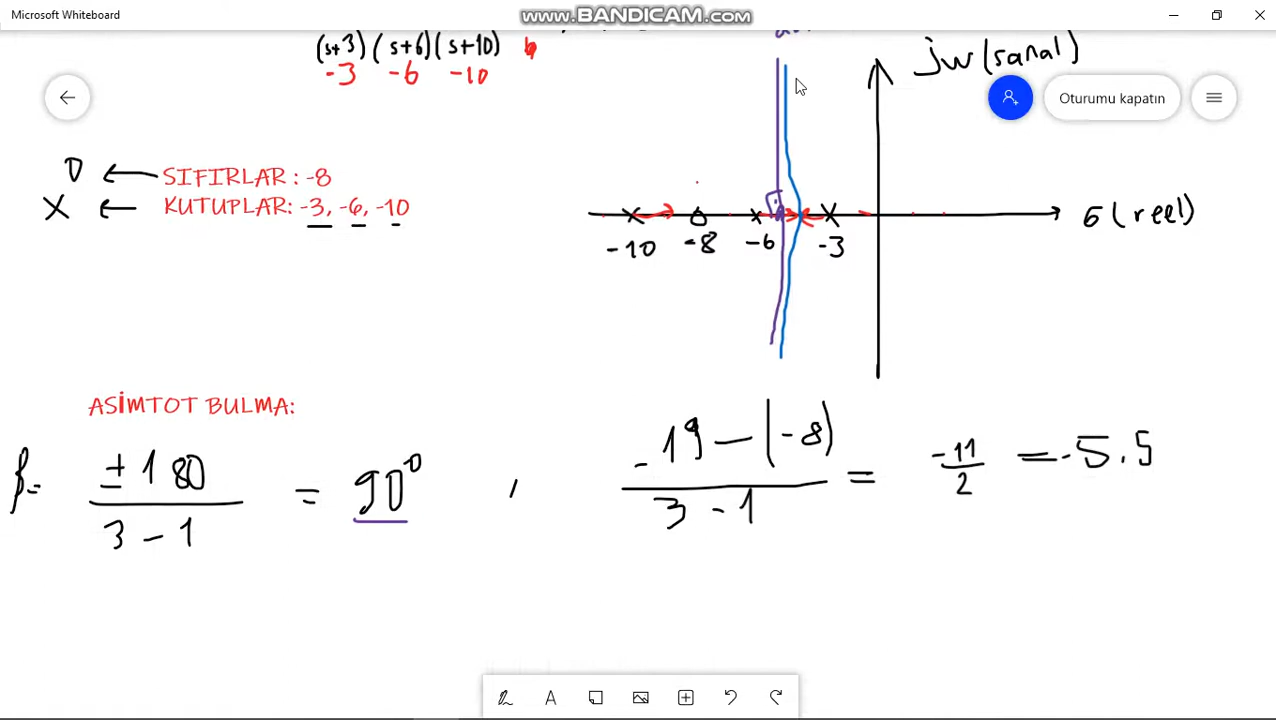 Microsoft Whiteboard
www.BANDICAM.com
(s+3) (s+6) (s+10)
-3 -6 -10
jw (sanal)
Oturumu kapatın
0 ← SIFIRLAR : -8
X ← KUTUPLAR: -3, -6, -10
-10 -8 -6 -3
6 (reel)
ASİMTOT BULMA:
β= ±180 / 3-1 = 90° , -19-(-8) / 3-1 = -11/2 = -5.5